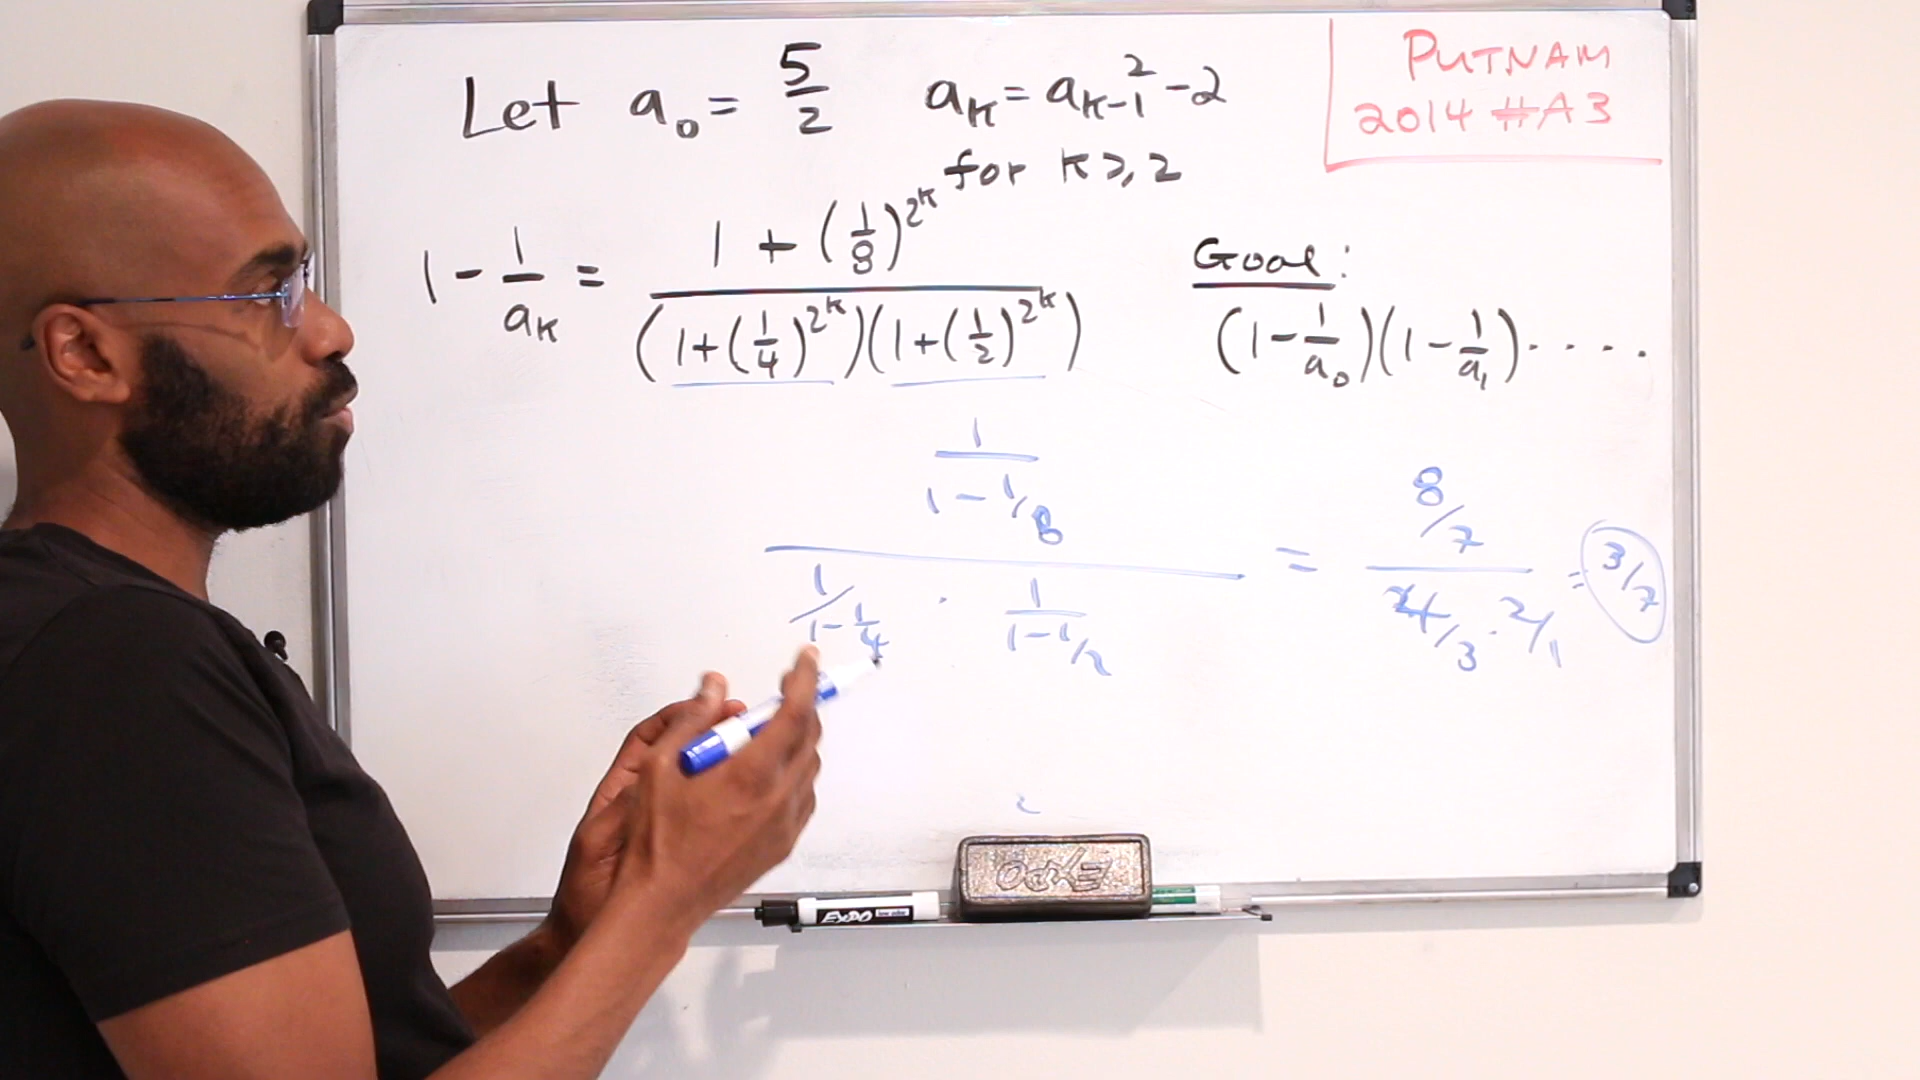 Let a₀ = 5/2 aₖ = aₖ₋₁² - 2
for k ≥ 2
PUTNAM
2014 #A3
1 - 1/aₖ = (1 + (1/8)^2^k) / ((1+(1/4)^2^k)(1+(1/2)^2^k))
Goal:
(1 - 1/a₀)(1 - 1/a₁)....
(1/(1 - 1/8)) / (1/(1 - 1/4) · 1/(1 - 1/2)) = (8/7) / (4/3 · 2/1) = 3/7
EXPO
EXPO